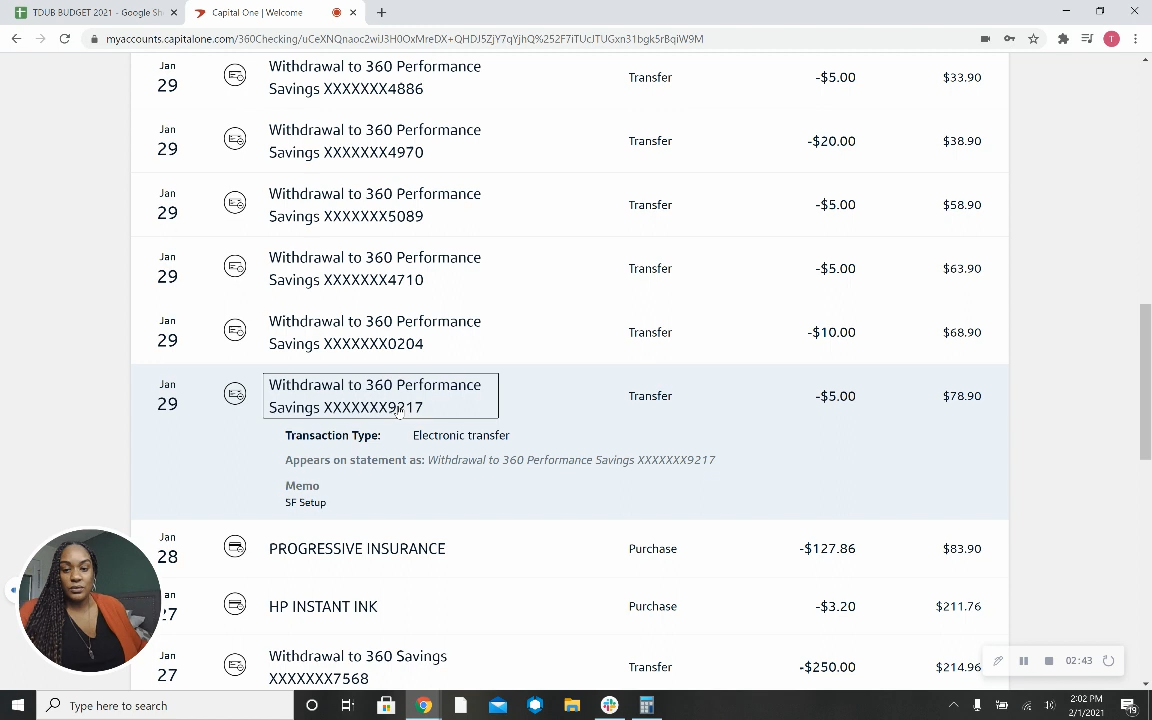 TDUB BUDGET 2021 - Google She
Capital One | Welcome
myaccounts.capitalone.com/360Checking/
Jan
29
Withdrawal to 360 Performance
Savings XXXXXXX4886
Transfer
-$5.00
$33.90
Jan
29
Withdrawal to 360 Performance
Savings XXXXXXX4970
Transfer
-$20.00
$38.90
Jan
29
Withdrawal to 360 Performance
Savings XXXXXXX5089
Transfer
-$5.00
$58.90
Jan
29
Withdrawal to 360 Performance
Savings XXXXXXX4710
Transfer
-$5.00
$63.90
Jan
29
Withdrawal to 360 Performance
Savings XXXXXXX0204
Transfer
-$10.00
$68.90
Jan
29
Withdrawal to 360 Performance
Savings XXXXXXX9217
Transfer
-$5.00
$78.90
Transaction Type: Electronic transfer
Appears on statement as: Withdrawal to 360 Performance Savings XXXXXXX9217
Memo
SF Setup
Jan
28
PROGRESSIVE INSURANCE
Purchase
-$127.86
$83.90
an
27
HP INSTANT INK
Purchase
-$3.20
$211.76
Jan
27
Withdrawal to 360 Savings
XXXXXXX7568
Transfer
-$250.00
$214.96
02:43
Type here to search
2:02 PM
2/1/2021
19
T